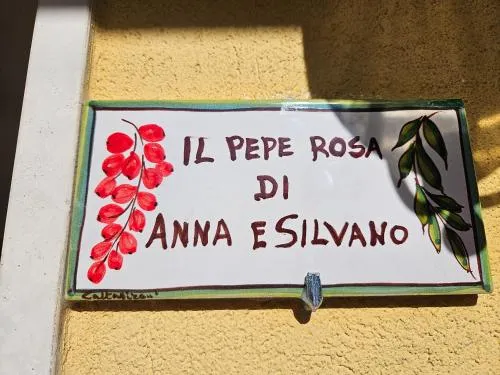 IL PEPE ROSA
DI
ANNA E SILVANO